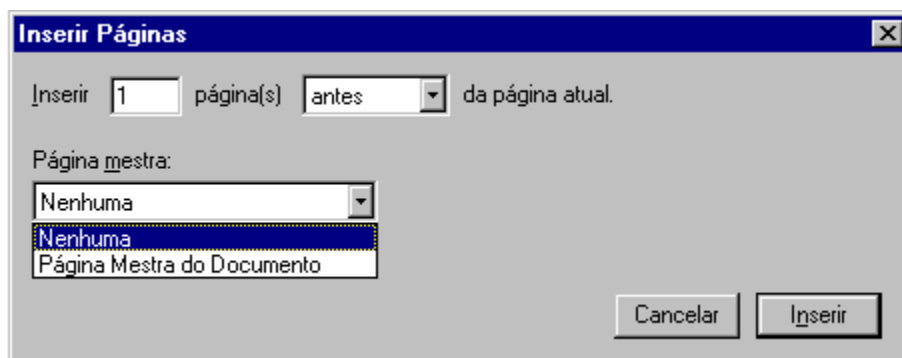 Inserir Páginas
Inserir 1 página(s) antes da página atual.
Página mestra:
Nenhuma
Nenhuma
Página Mestra do Documento
Cancelar Inserir